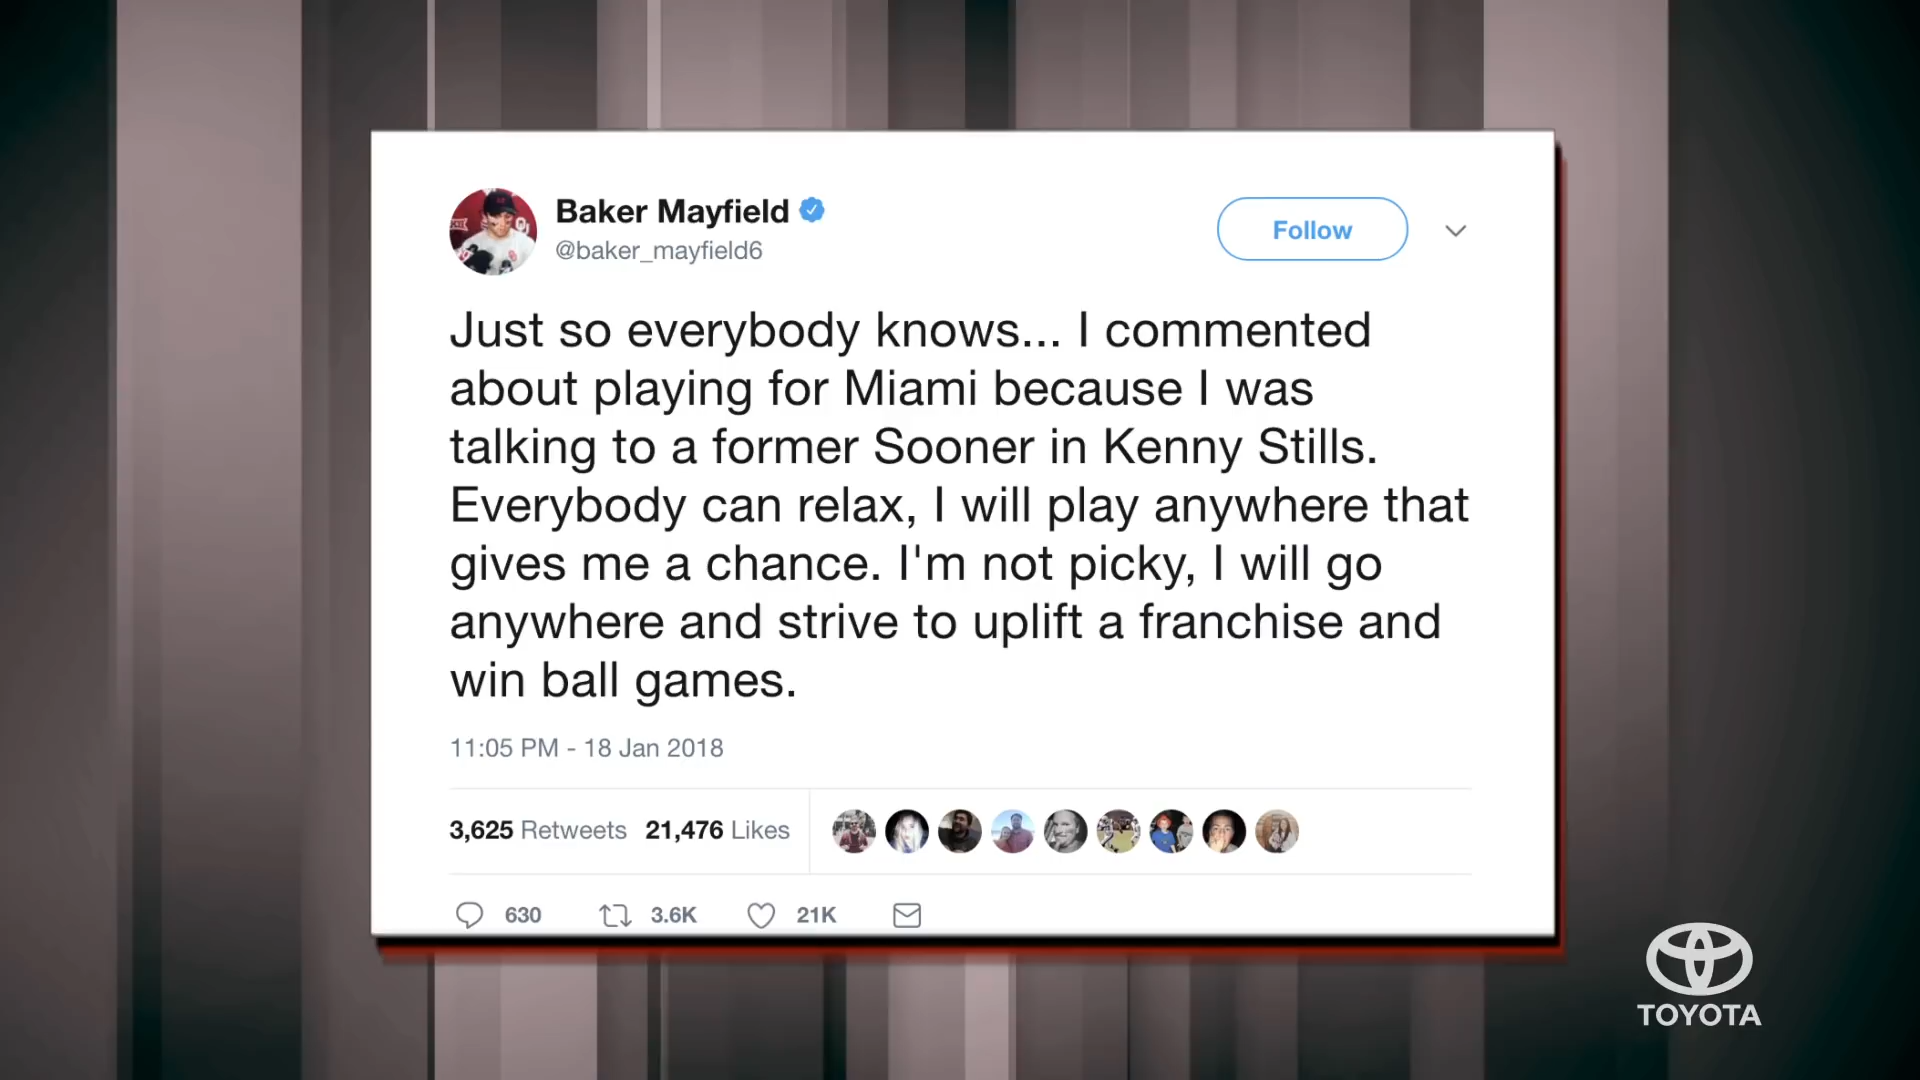 Baker Mayfield
@baker_mayfield6
Follow
Just so everybody knows... I commented
about playing for Miami because I was
talking to a former Sooner in Kenny Stills.
Everybody can relax, I will play anywhere that
gives me a chance. I'm not picky, I will go
anywhere and strive to uplift a franchise and
win ball games.
11:05 PM - 18 Jan 2018
3,625 Retweets 21,476 Likes
630 3.6K 21K
TOYOTA